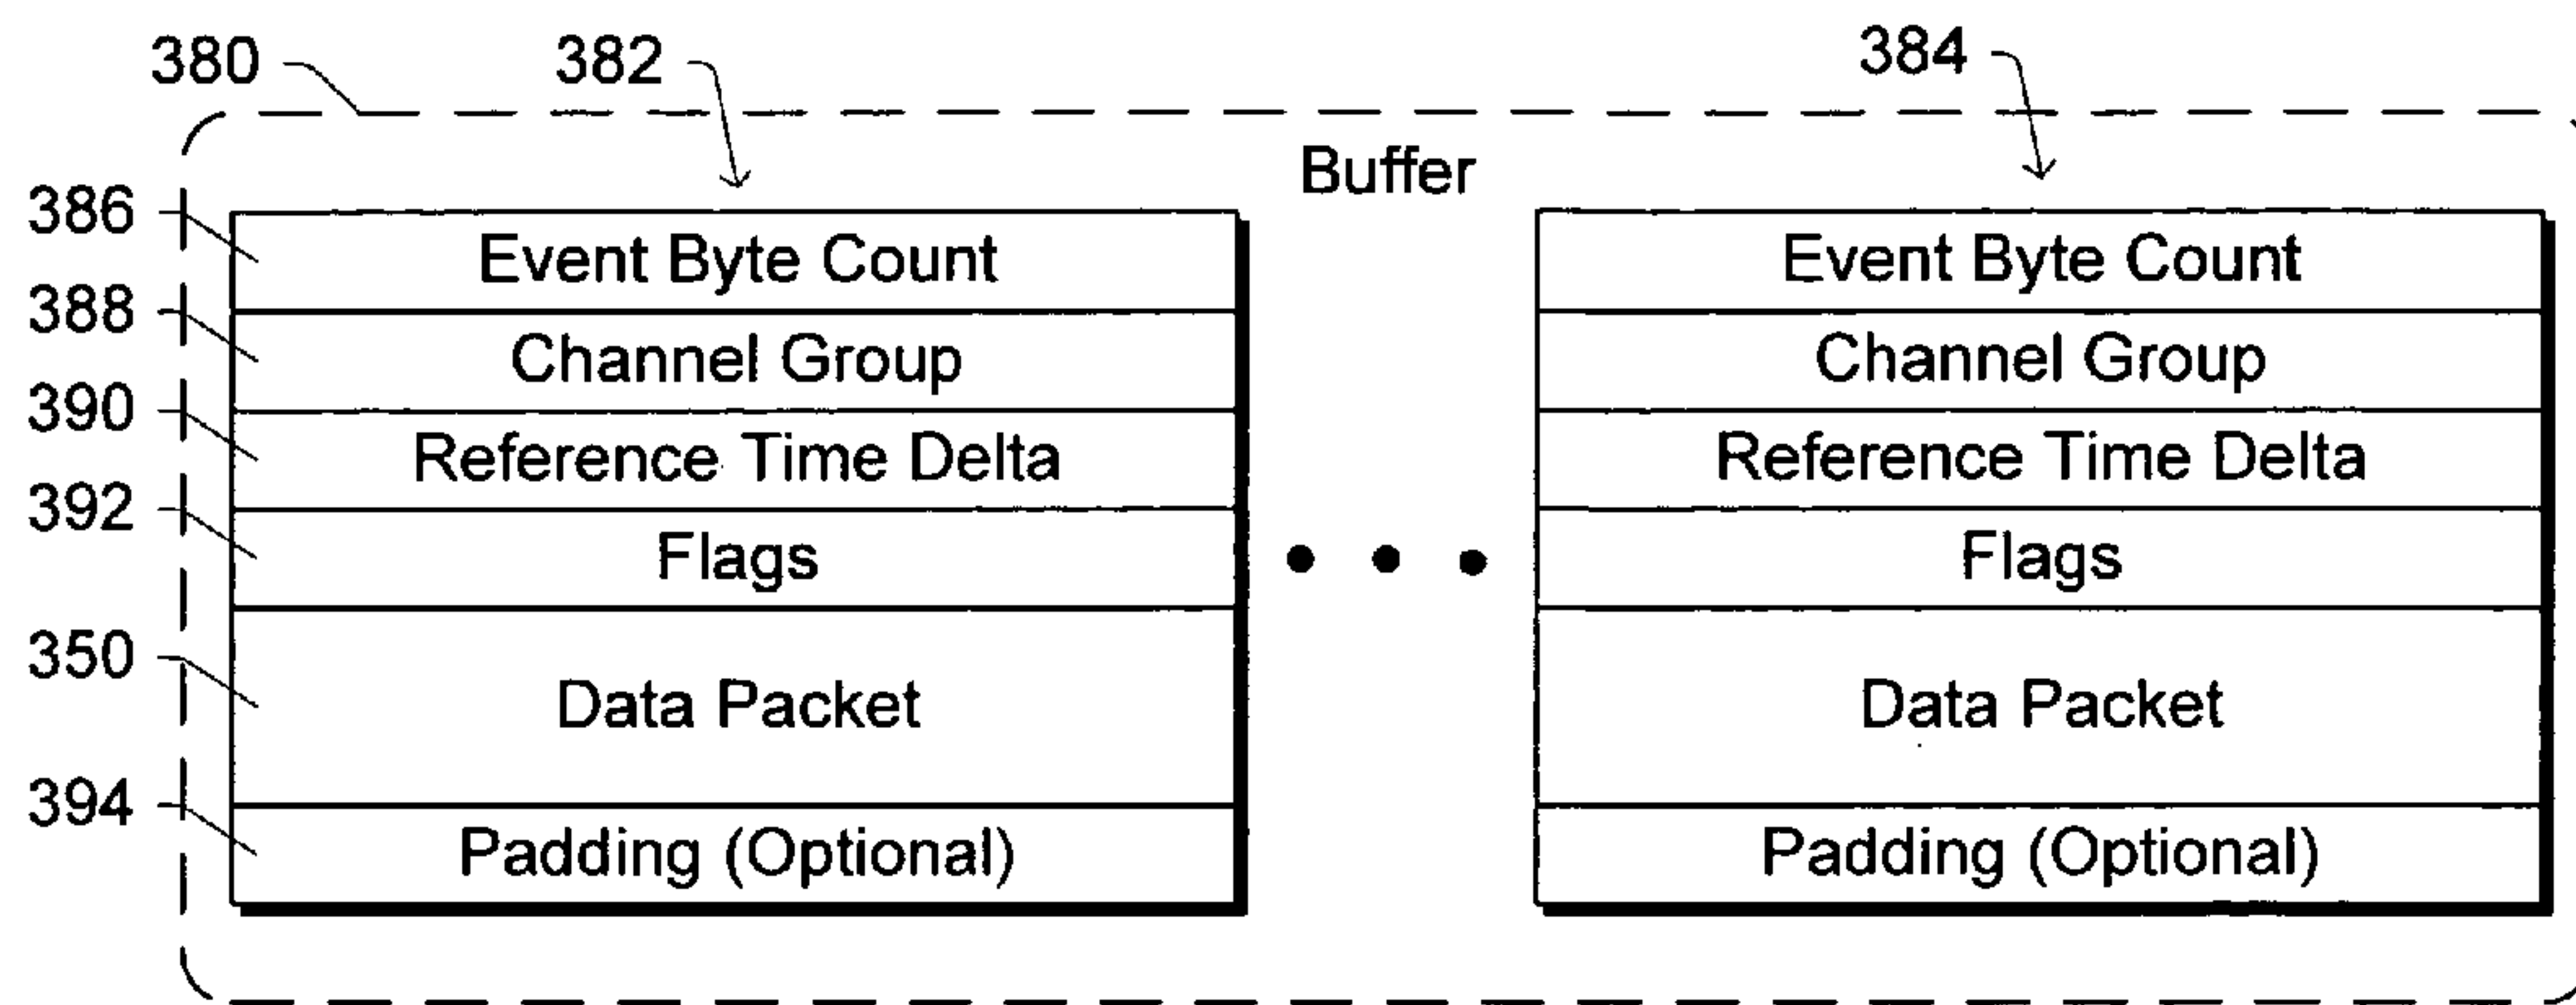 380 382 384
Buffer
386 Event Byte Count Event Byte Count
388 Channel Group Channel Group
390 Reference Time Delta Reference Time Delta
392 Flags Flags
350 Data Packet Data Packet
394 Padding (Optional) Padding (Optional)